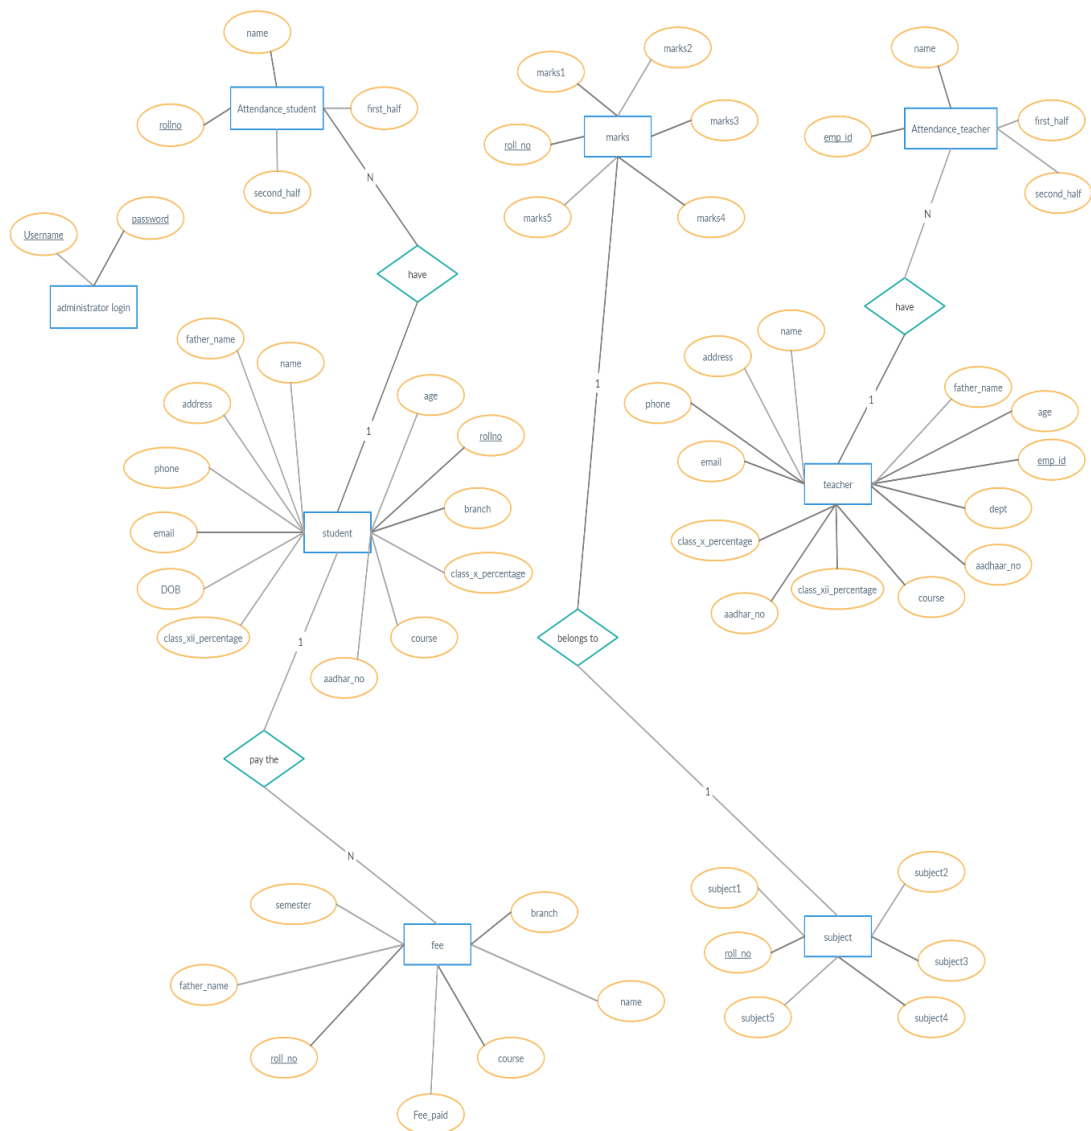 name
marks2
name
marks1
Attendance_student
first_half
marks3
first_half
rollno
marks
Attendance_teacher
roll_no
emp_id
N
second_half
second_half
password
marks5
marks4
N
Username
have
administrator login
have
father_name
name
name
address
age
1
father_name
address
phone
1
age
1
rollno
email
emp_id
phone
teacher
branch
dept
email
student
class_x_percentage
aadhaar_no
class_x_percentage
DOB
class_xii_percentage
course
aadhar_no
class_xii_percentage
course
belongs to
1
aadhar_no
pay the
1
N
subject2
subject1
semester
branch
fee
subject
roll_no
subject3
father_name
name
subject5
subject4
roll_no
course
Fee_paid